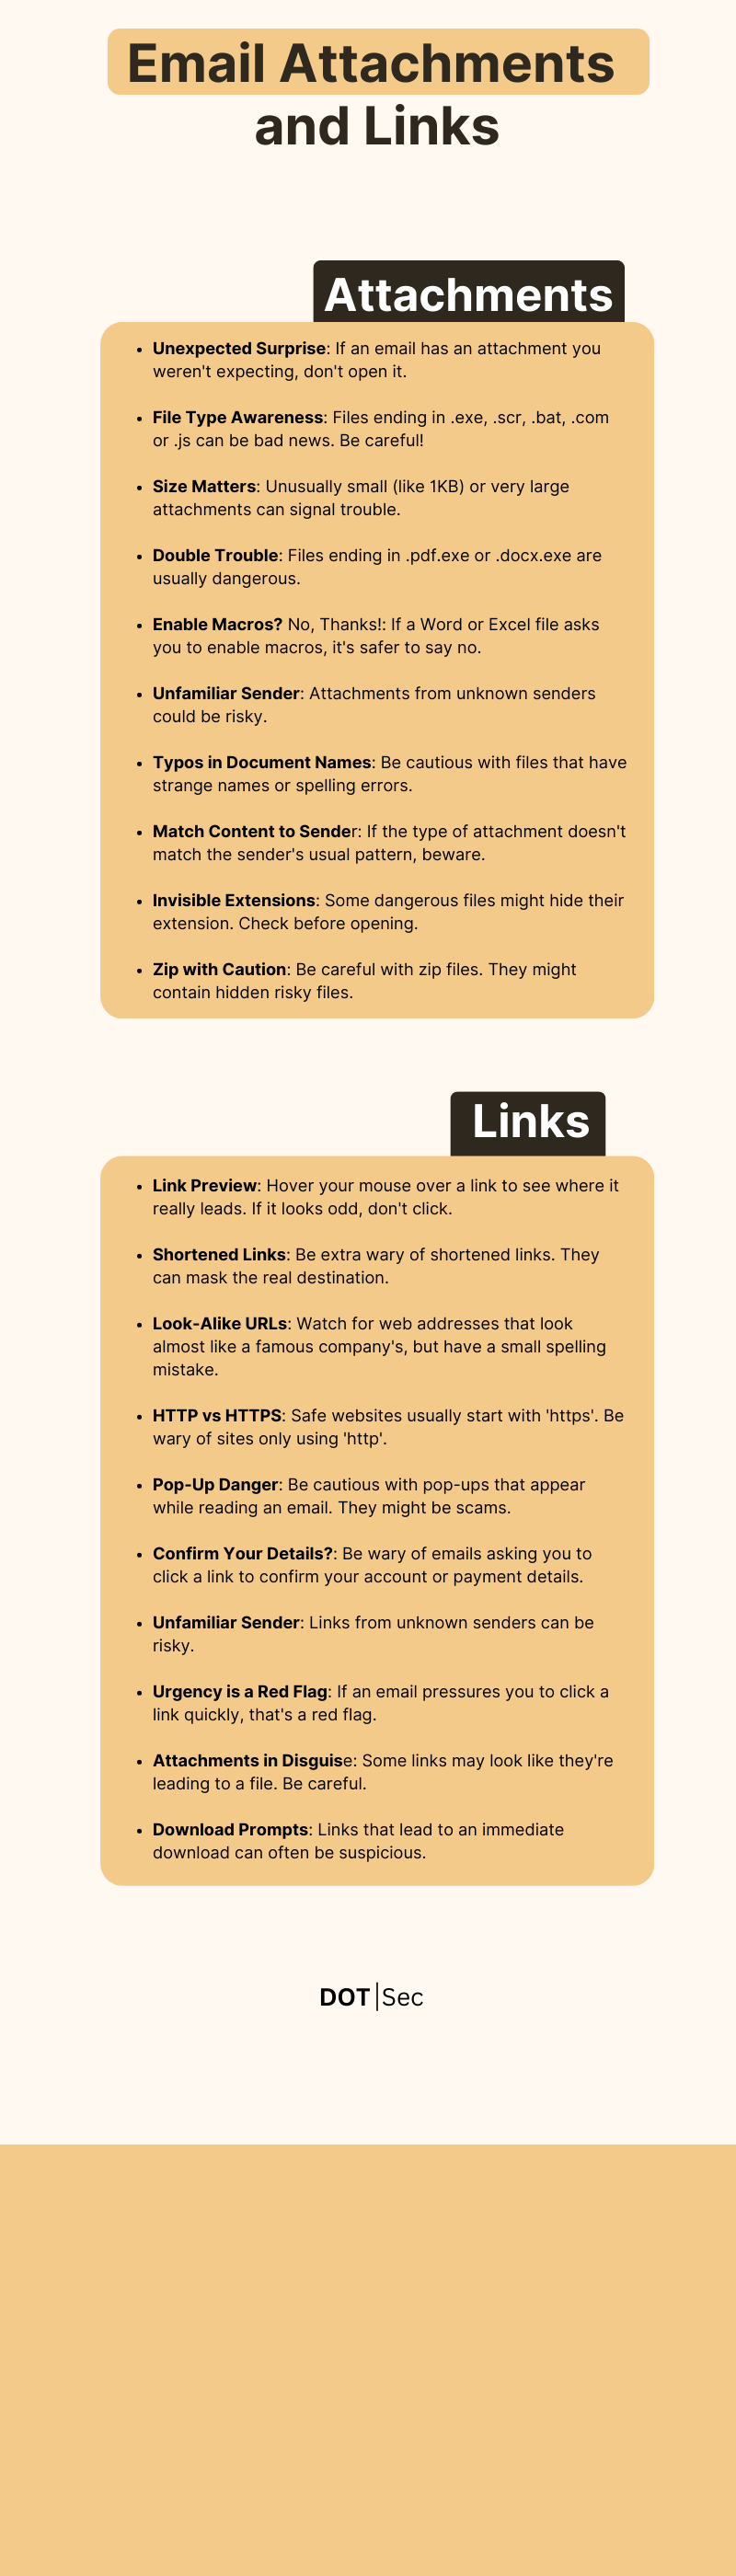 Email Attachments
and Links
Attachments
• Unexpected Surprise: If an email has an attachment you
weren't expecting, don't open it.
• File Type Awareness: Files ending in .exe, .scr, .bat, .com
or .js can be bad news. Be careful!
• Size Matters: Unusually small (like 1KB) or very large
attachments can signal trouble.
• Double Trouble: Files ending in .pdf.exe or .docx.exe are
usually dangerous.
• Enable Macros? No, Thanks!: If a Word or Excel file asks
you to enable macros, it's safer to say no.
• Unfamiliar Sender: Attachments from unknown senders
could be risky.
• Typos in Document Names: Be cautious with files that have
strange names or spelling errors.
• Match Content to Sender: If the type of attachment doesn't
match the sender's usual pattern, beware.
• Invisible Extensions: Some dangerous files might hide their
extension. Check before opening.
• Zip with Caution: Be careful with zip files. They might
contain hidden risky files.
Links
• Link Preview: Hover your mouse over a link to see where it
really leads. If it looks odd, don't click.
• Shortened Links: Be extra wary of shortened links. They
can mask the real destination.
• Look-Alike URLs: Watch for web addresses that look
almost like a famous company's, but have a small spelling
mistake.
• HTTP vs HTTPS: Safe websites usually start with 'https'. Be
wary of sites only using 'http'.
• Pop-Up Danger: Be cautious with pop-ups that appear
while reading an email. They might be scams.
• Confirm Your Details?: Be wary of emails asking you to
click a link to confirm your account or payment details.
• Unfamiliar Sender: Links from unknown senders can be
risky.
• Urgency is a Red Flag: If an email pressures you to click a
link quickly, that's a red flag.
• Attachments in Disguise: Some links may look like they're
leading to a file. Be careful.
• Download Prompts: Links that lead to an immediate
download can often be suspicious.
DOT|Sec